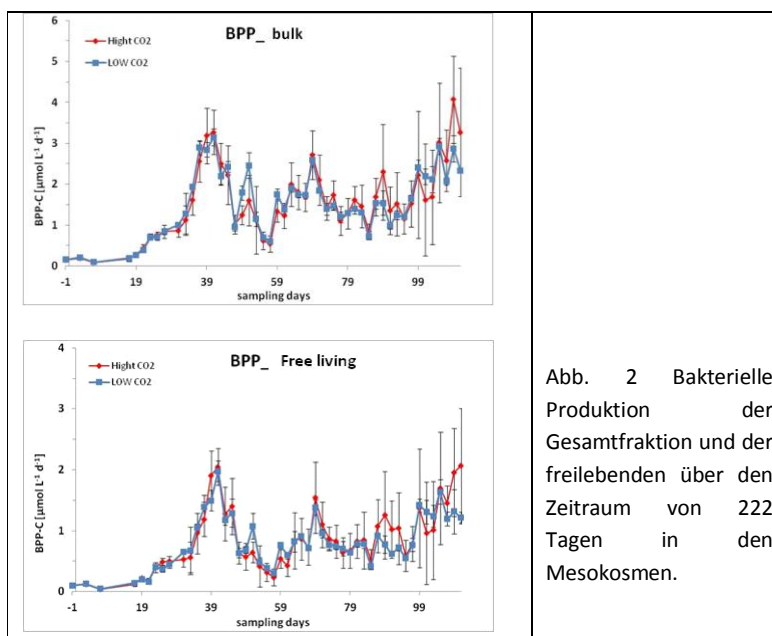 BPP_ bulk
Hight CO2
LOW CO2
BPP-C [µmol L⁻¹ d⁻¹]
6
5
4
3
2
1
0
-1 19 39 59 79 99
sampling days
BPP_ Free living
Hight CO2
LOW CO2
BPP-C [µmol L⁻¹ d⁻¹]
4
3
2
1
0
-1 19 39 59 79 99
sampling days
Abb. 2 Bakterielle
Produktion der
Gesamtfraktion und der
freilebenden über den
Zeitraum von 222
Tagen in den
Mesokosmen.